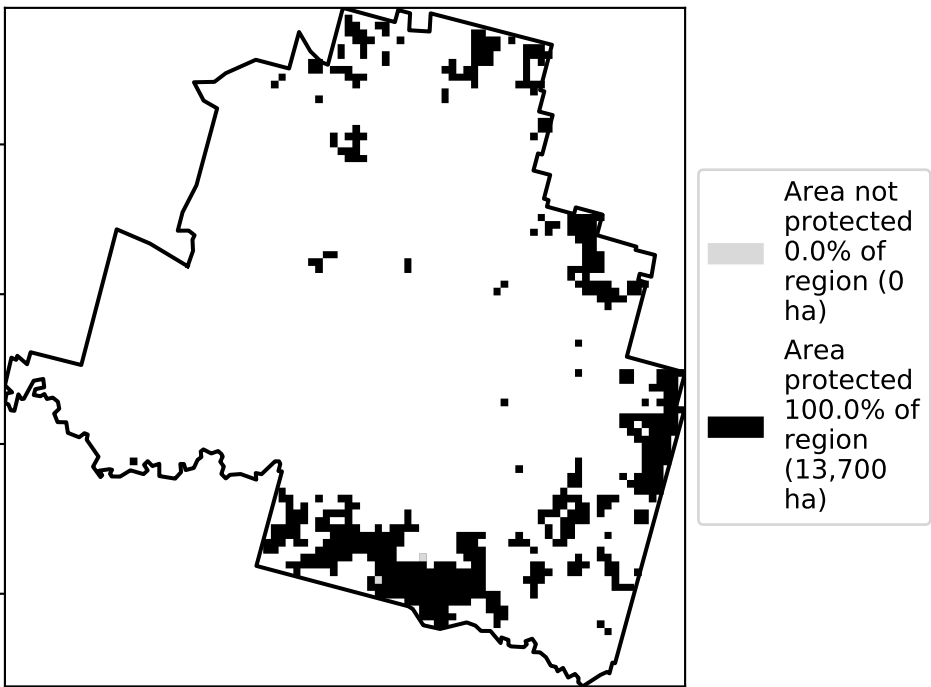 Area not
protected
0.0% of
region (0
ha)
Area
protected
100.0% of
region
(13,700
ha)